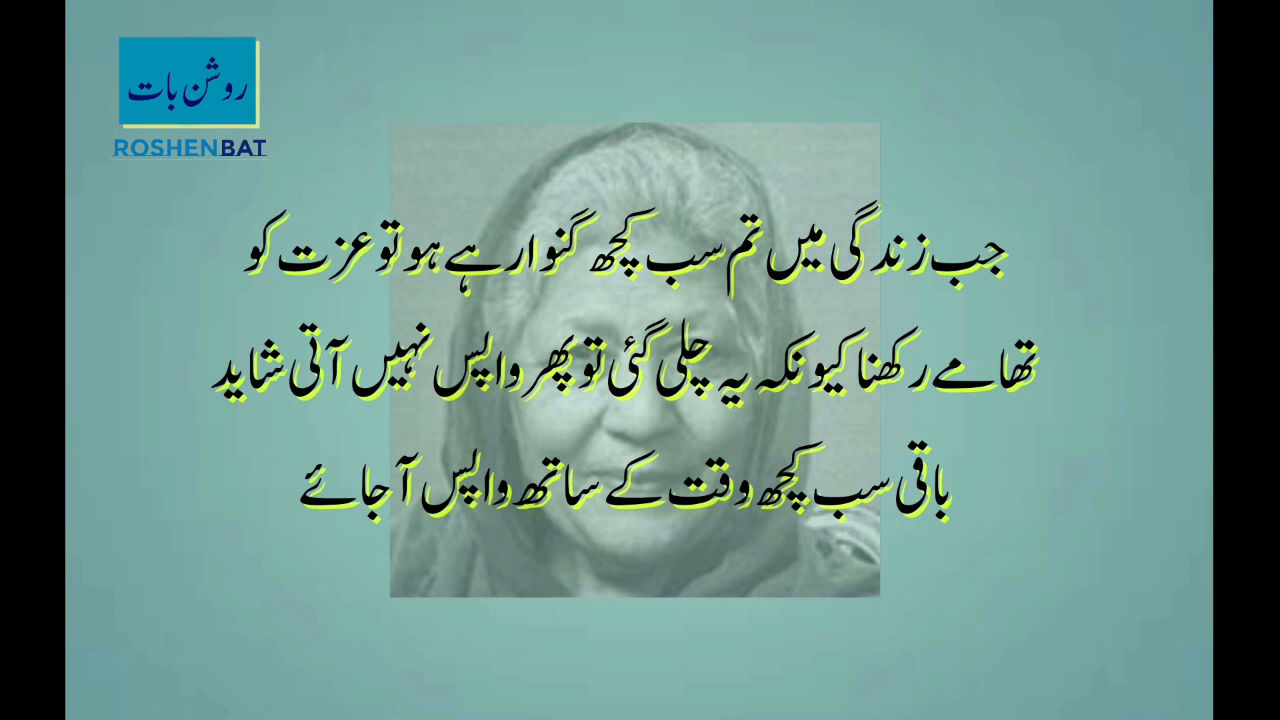 روشن بات
ROSHENBAT
جب زندگی میں تم سب کچھ گنوا رہے ہو تو عزت کو
تھامے رکھنا کیونکہ یہ چلی گئی تو پھر واپس نہیں آتی شاید
باقی سب کچھ وقت کے ساتھ واپس آ جائے